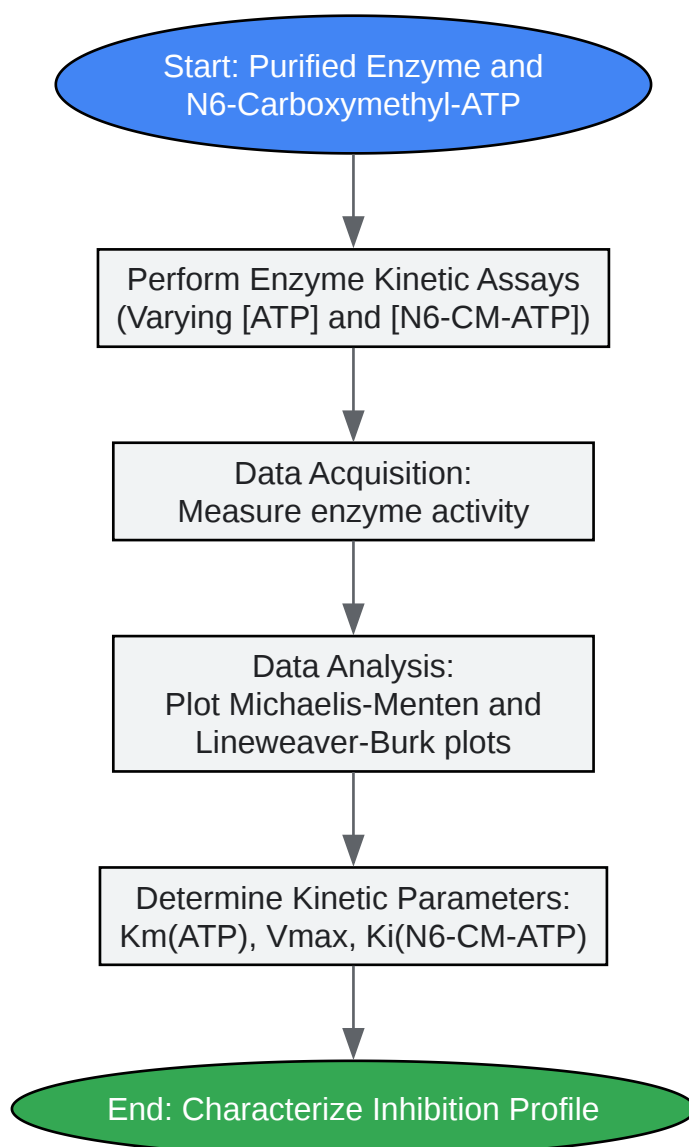 Start: Purified Enzyme and
N6-Carboxymethyl-ATP
Perform Enzyme Kinetic Assays
(Varying [ATP] and [N6-CM-ATP])
Data Acquisition:
Measure enzyme activity
Data Analysis:
Plot Michaelis-Menten and
Lineweaver-Burk plots
Determine Kinetic Parameters:
Km(ATP), Vmax, Ki(N6-CM-ATP)
End: Characterize Inhibition Profile